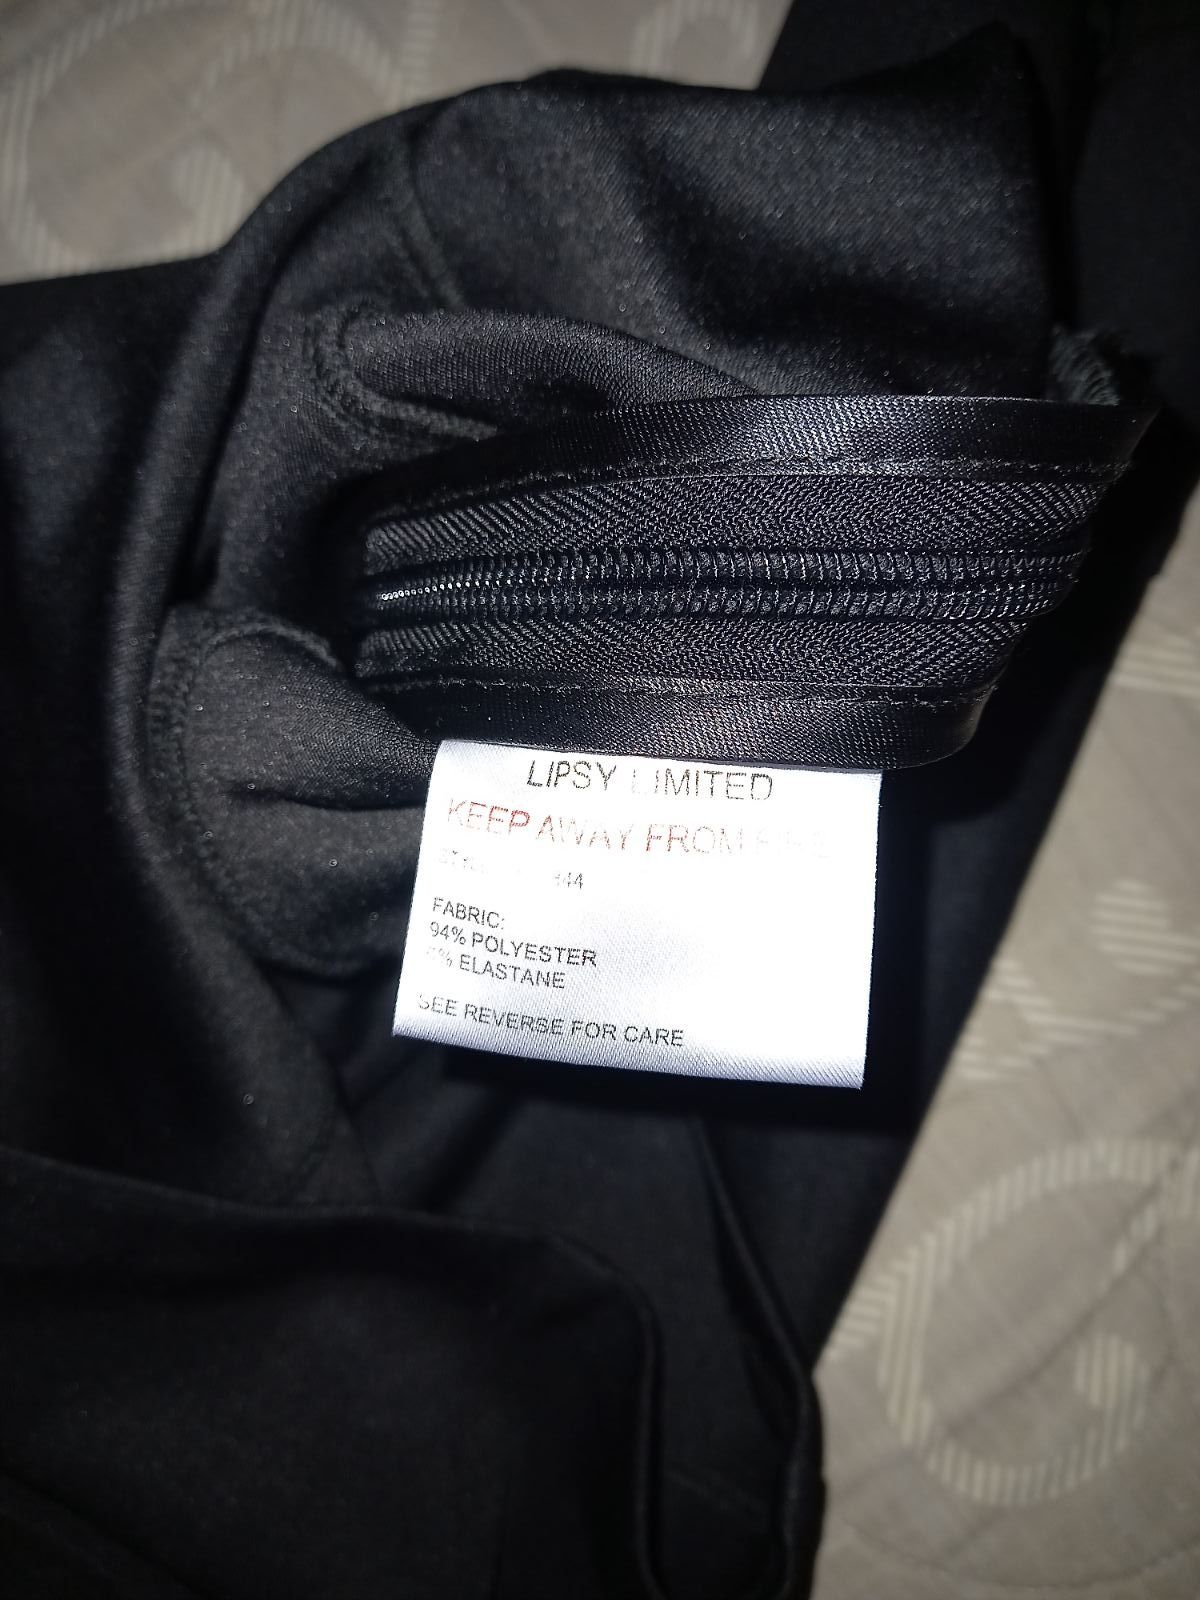 LIPSY LIMITED
KEEP AWAY FROM
FABRIC:
94% POLYESTER
% ELASTANE
SEE REVERSE FOR CARE